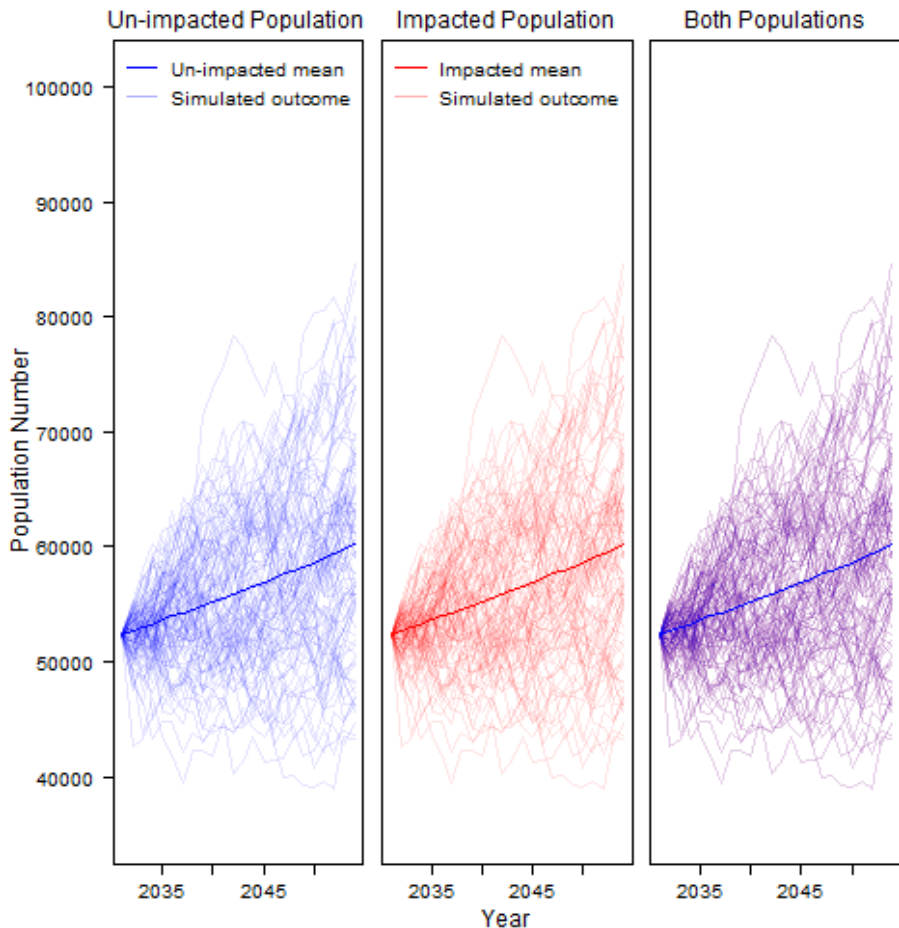 Un-impacted Population
Impacted Population
Both Populations
Un-impacted mean
Simulated outcome
Impacted mean
Simulated outcome
Population Number
100000
90000
80000
70000
60000
50000
40000
2035
2045
2035
2045
2035
2045
Year